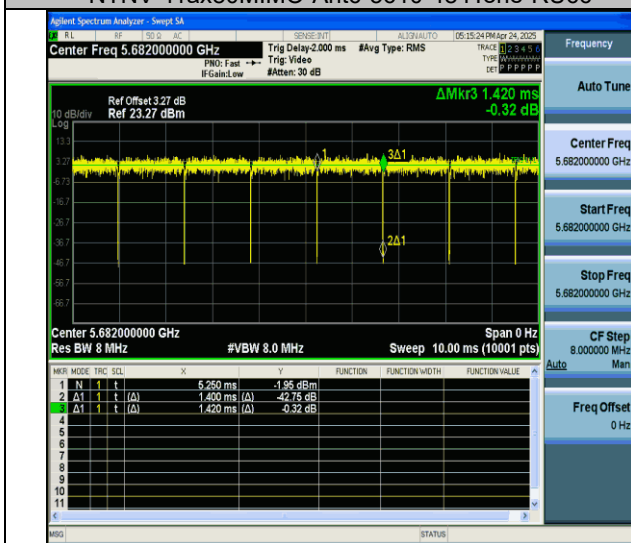 Agilent Spectrum Analyzer - Swept SA
RL RF 50 Ω AC SENSE:INT ALIGNAUTO 05:15:24 PM Apr 24, 2025
Center Freq 5.682000000 GHz
PNO: Fast
IFGain:Low
Trig Delay-2.000 ms
Trig: Video
#Atten: 30 dB
#Avg Type: RMS
TRACE 1 2 3 4 5 6
TYPE
DET P P P P P P
Frequency
Auto Tune
Center Freq
5.682000000 GHz
Start Freq
5.682000000 GHz
Stop Freq
5.682000000 GHz
CF Step
8.000000 MHz
Auto Man
Freq Offset
0 Hz
ΔMkr3 1.420 ms
-0.32 dB
Ref Offset 3.27 dB
10 dB/div Ref 23.27 dBm
Log
13.3
3.27
-6.73
-16.7
-26.7
-36.7
-46.7
-56.7
-66.7
1
3Δ1
2Δ1
Center 5.682000000 GHz Span 0 Hz
Res BW 8 MHz #VBW 8.0 MHz Sweep 10.00 ms (10001 pts)
MKR MODE TRC SCL X Y FUNCTION FUNCTION WIDTH FUNCTION VALUE
1 N 1 t 5.250 ms -1.95 dBm
2 Δ1 1 t (Δ) 1.400 ms (Δ) -42.75 dB
3 Δ1 1 t (Δ) 1.420 ms (Δ) -0.32 dB
4
5
6
7
8
9
10
11
MSG STATUS